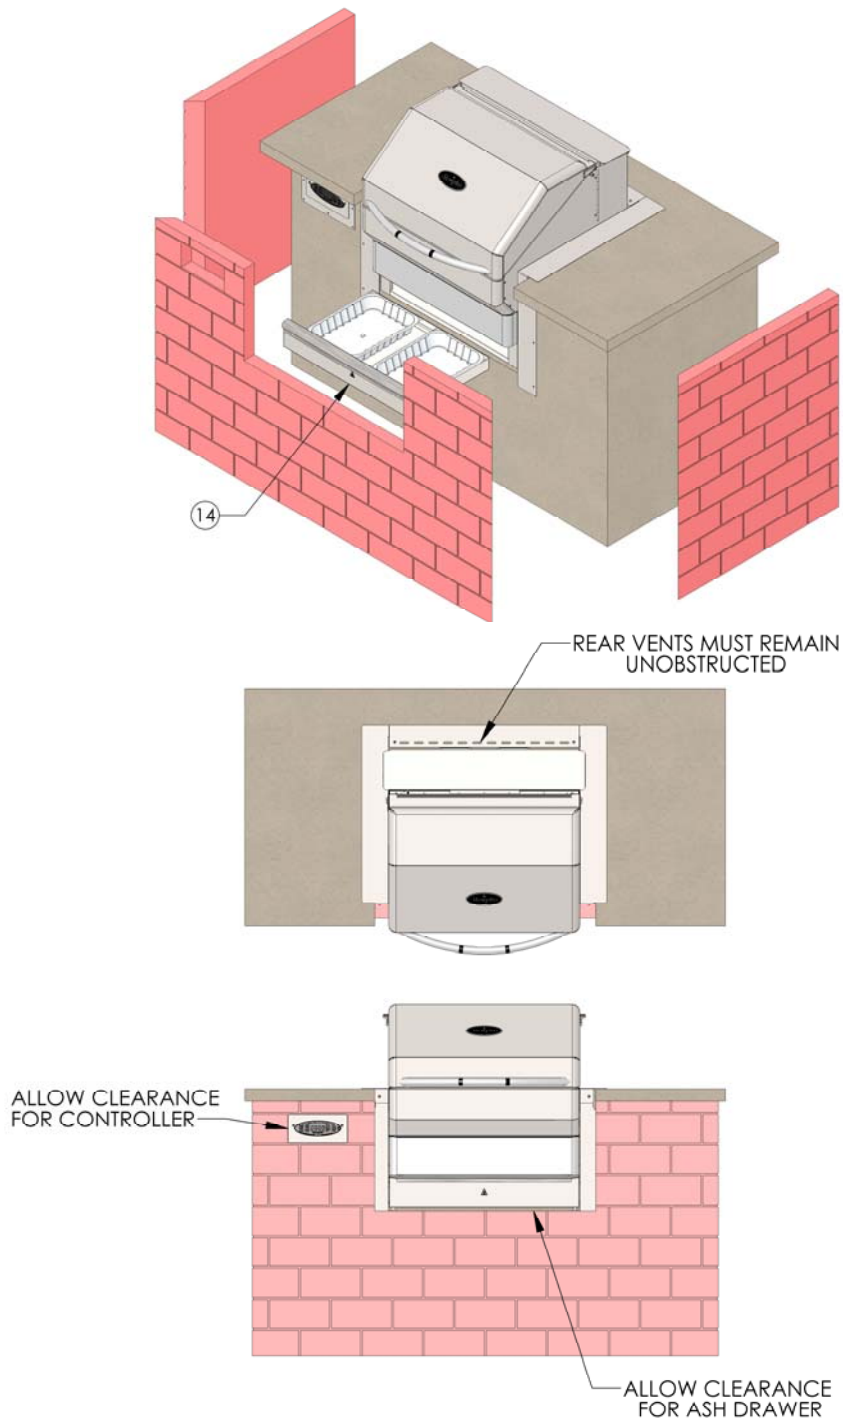 14
REAR VENTS MUST REMAIN
UNOBSTRUCTED
ALLOW CLEARANCE
FOR CONTROLLER
ALLOW CLEARANCE
FOR ASH DRAWER